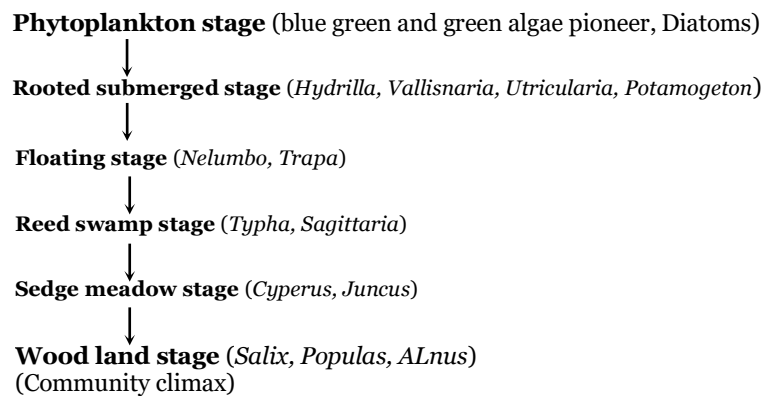 Phytoplankton stage (blue green and green algae pioneer, Diatoms)
Rooted submerged stage (Hydrilla, Vallisnaria, Utricularia, Potamogeton)
Floating stage (Nelumbo, Trapa)
Reed swamp stage (Typha, Sagittaria)
Sedge meadow stage (Cyperus, Juncus)
Wood land stage (Salix, Populas, ALnus)
(Community climax)